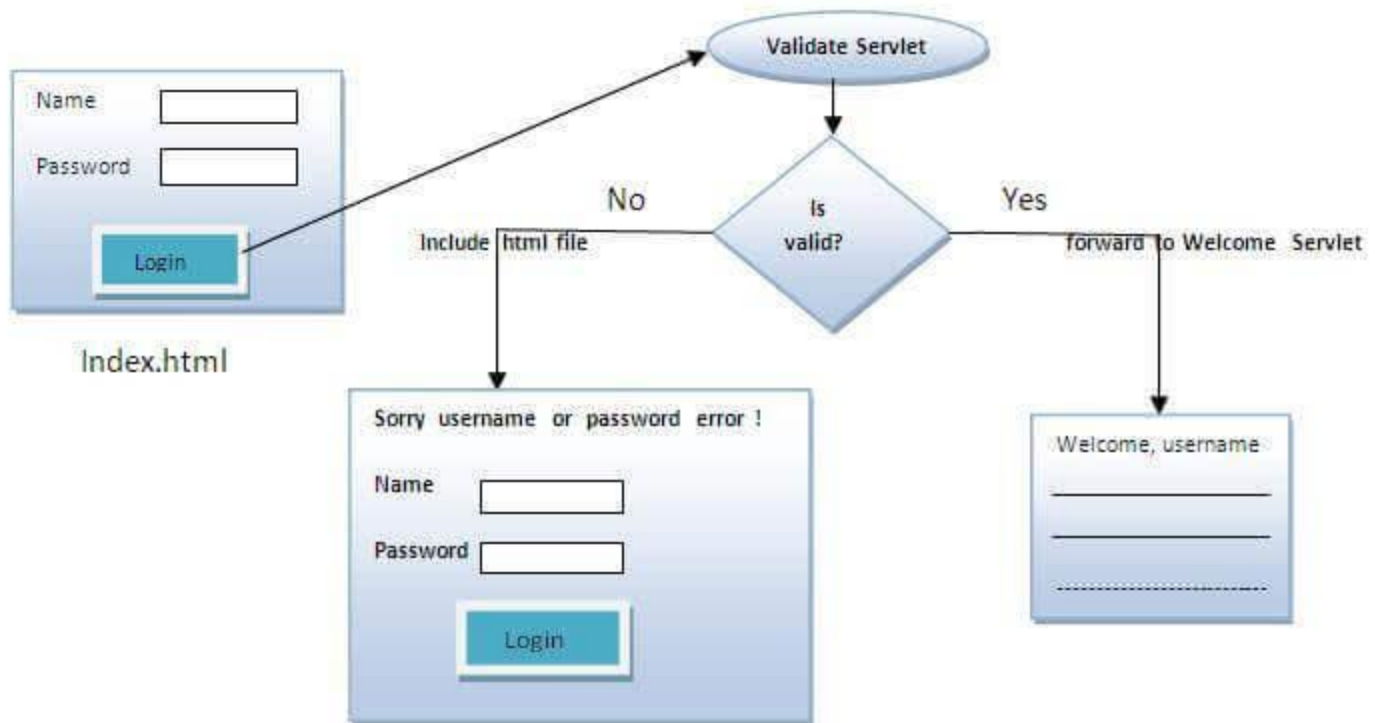 Validate Servlet
Name
Password
Login
Index.html
Is
valid?
No
Include html file
Yes
forward to Welcome Servlet
Sorry username or password error !
Name
Password
Login
Welcome, username